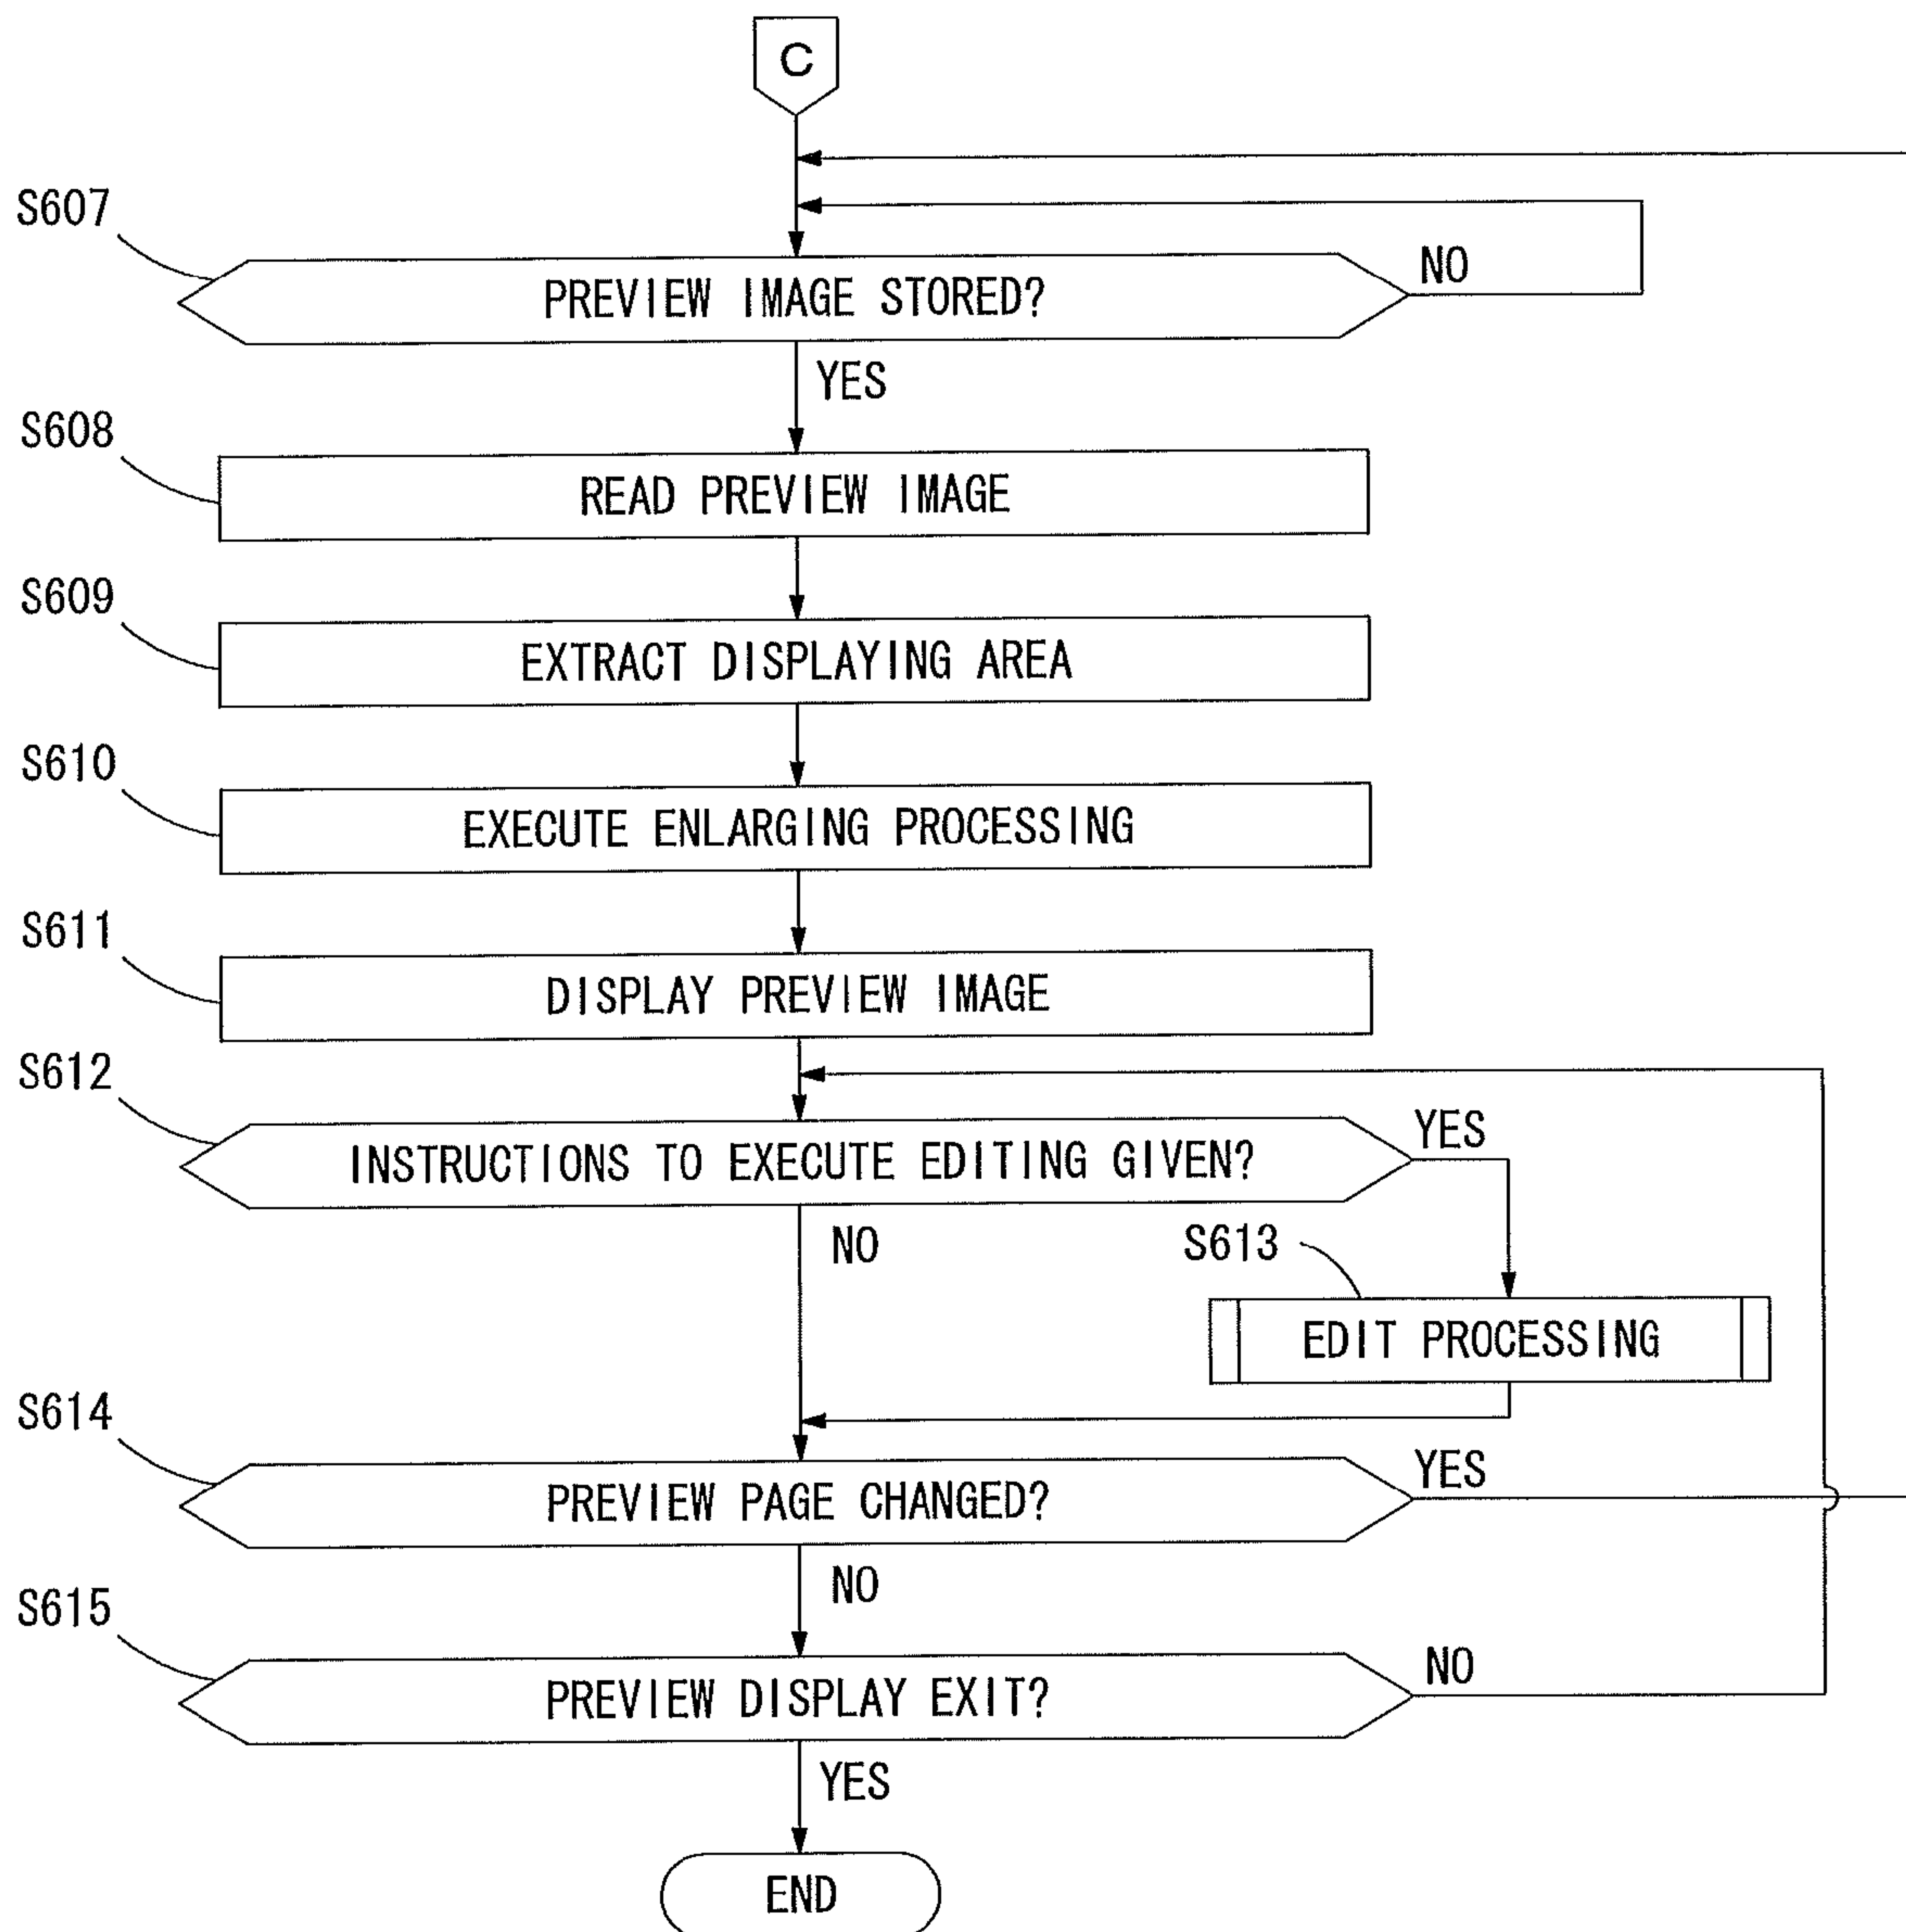 C
S607
PREVIEW IMAGE STORED?
NO
YES
S608
READ PREVIEW IMAGE
S609
EXTRACT DISPLAYING AREA
S610
EXECUTE ENLARGING PROCESSING
S611
DISPLAY PREVIEW IMAGE
S612
INSTRUCTIONS TO EXECUTE EDITING GIVEN?
YES
NO
S613
EDIT PROCESSING
S614
PREVIEW PAGE CHANGED?
YES
NO
S615
PREVIEW DISPLAY EXIT?
NO
YES
END